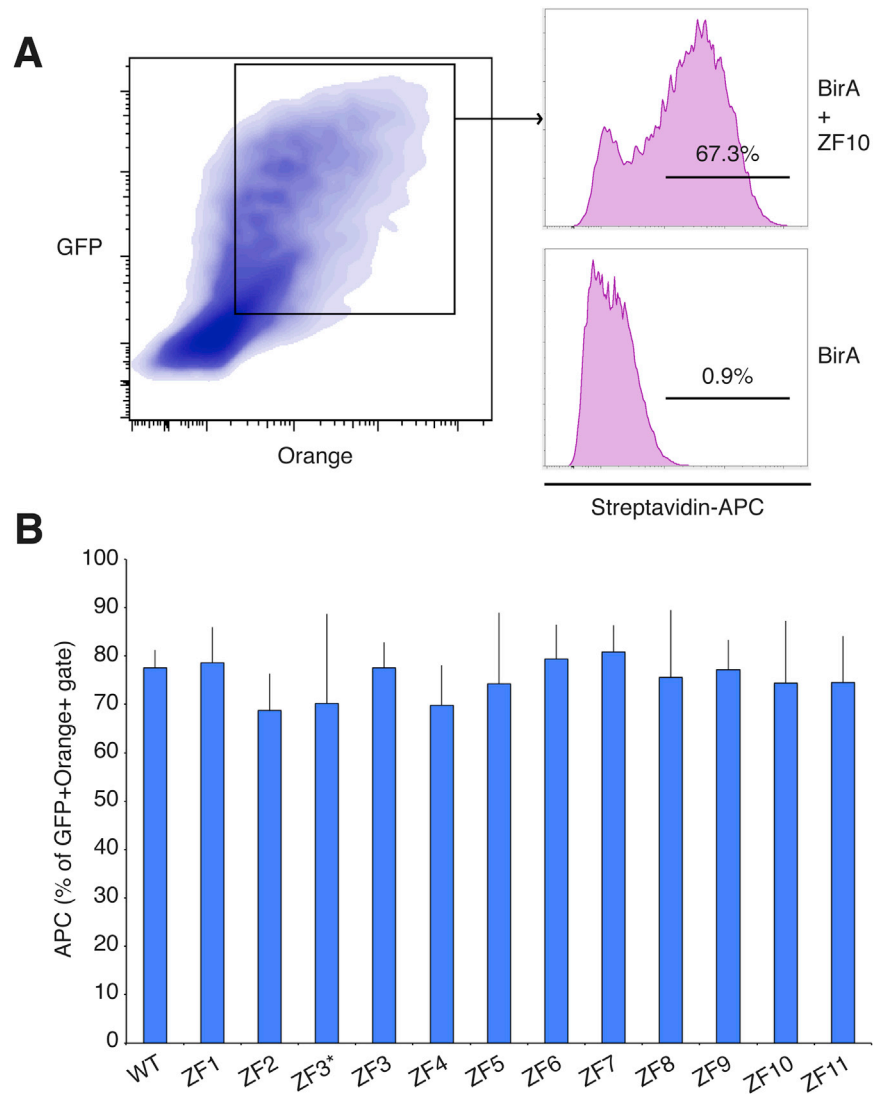 A
GFP
Orange
67.3%
BirA
+
ZF10
0.9%
BirA
Streptavidin-APC
B
APC (% of GFP+Orange+ gate)
100
90
80
70
60
50
40
30
20
10
0
WT ZF1 ZF2 ZF3* ZF3 ZF4 ZF5 ZF6 ZF7 ZF8 ZF9 ZF10 ZF11